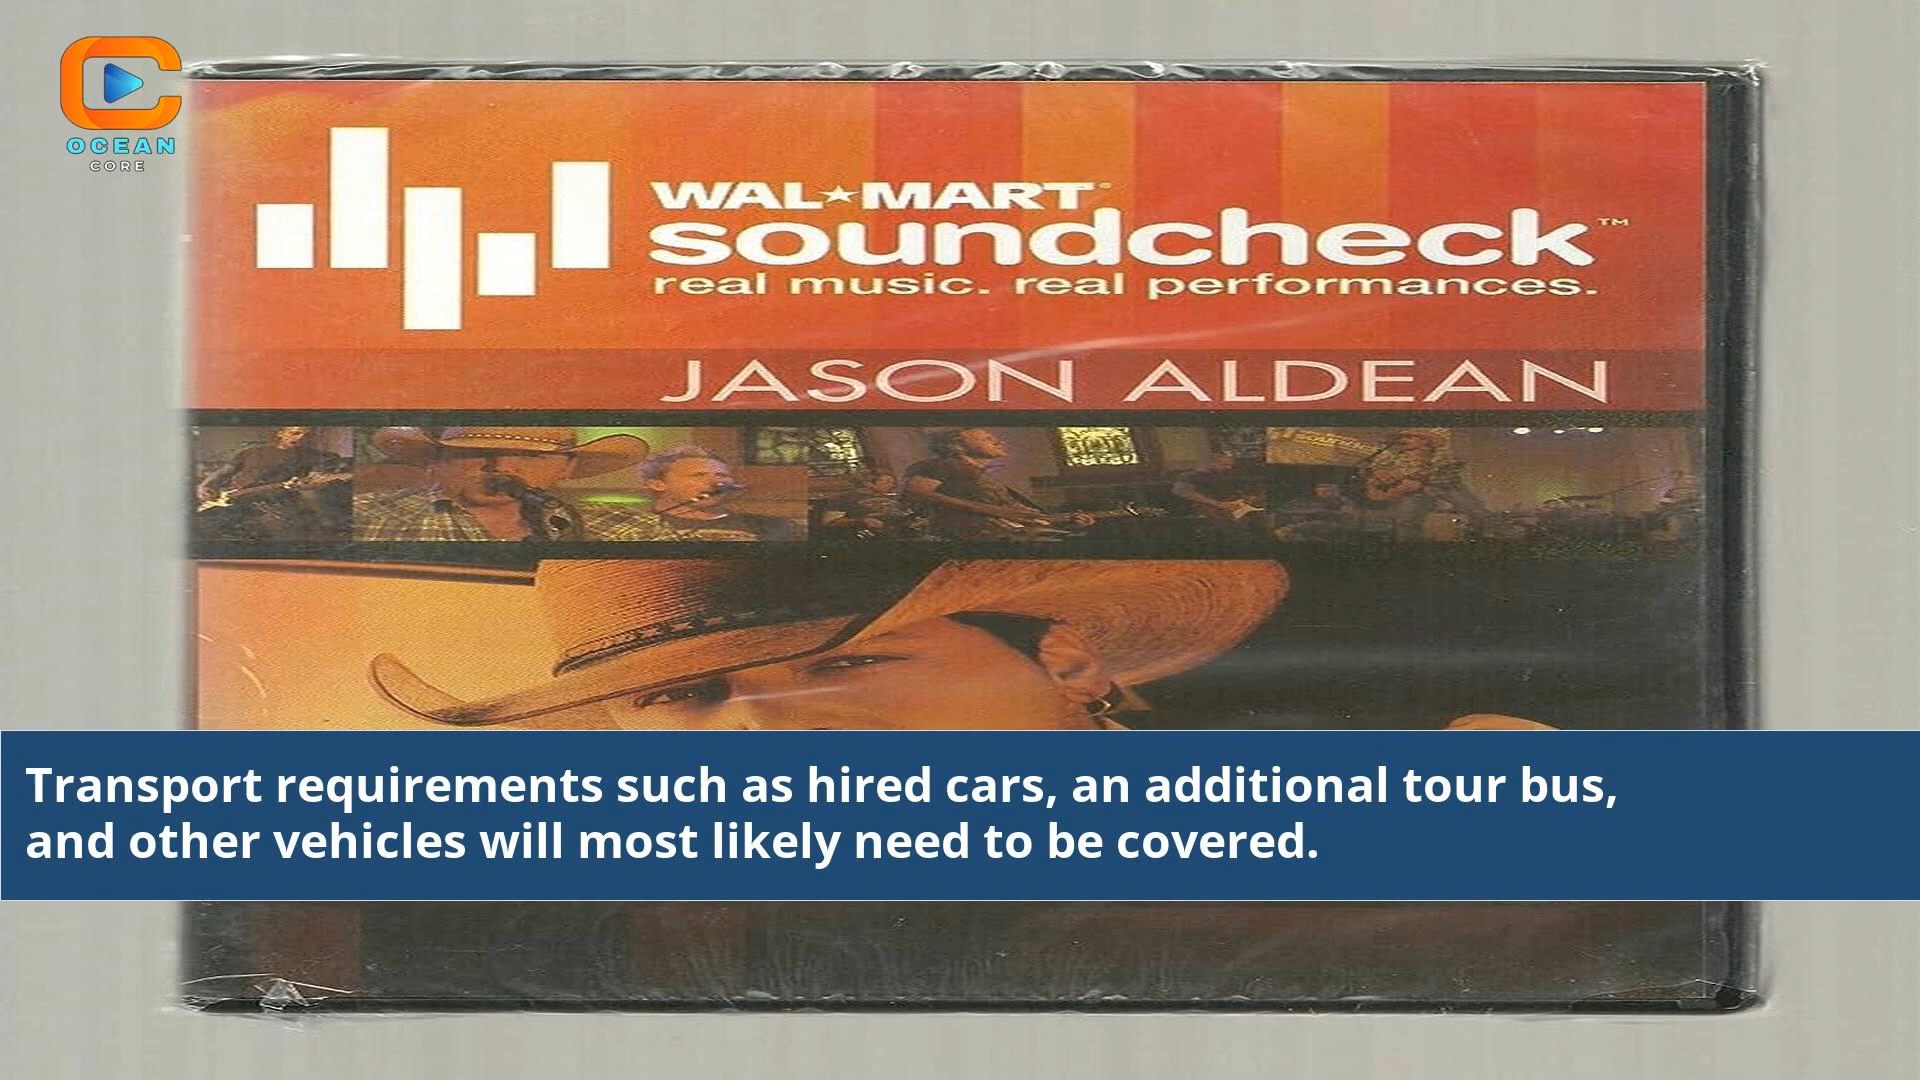 OCEAN
CORE
WAL★MART
soundcheck™
real music. real performances.
JASON ALDEAN
Transport requirements such as hired cars, an additional tour bus,
and other vehicles will most likely need to be covered.